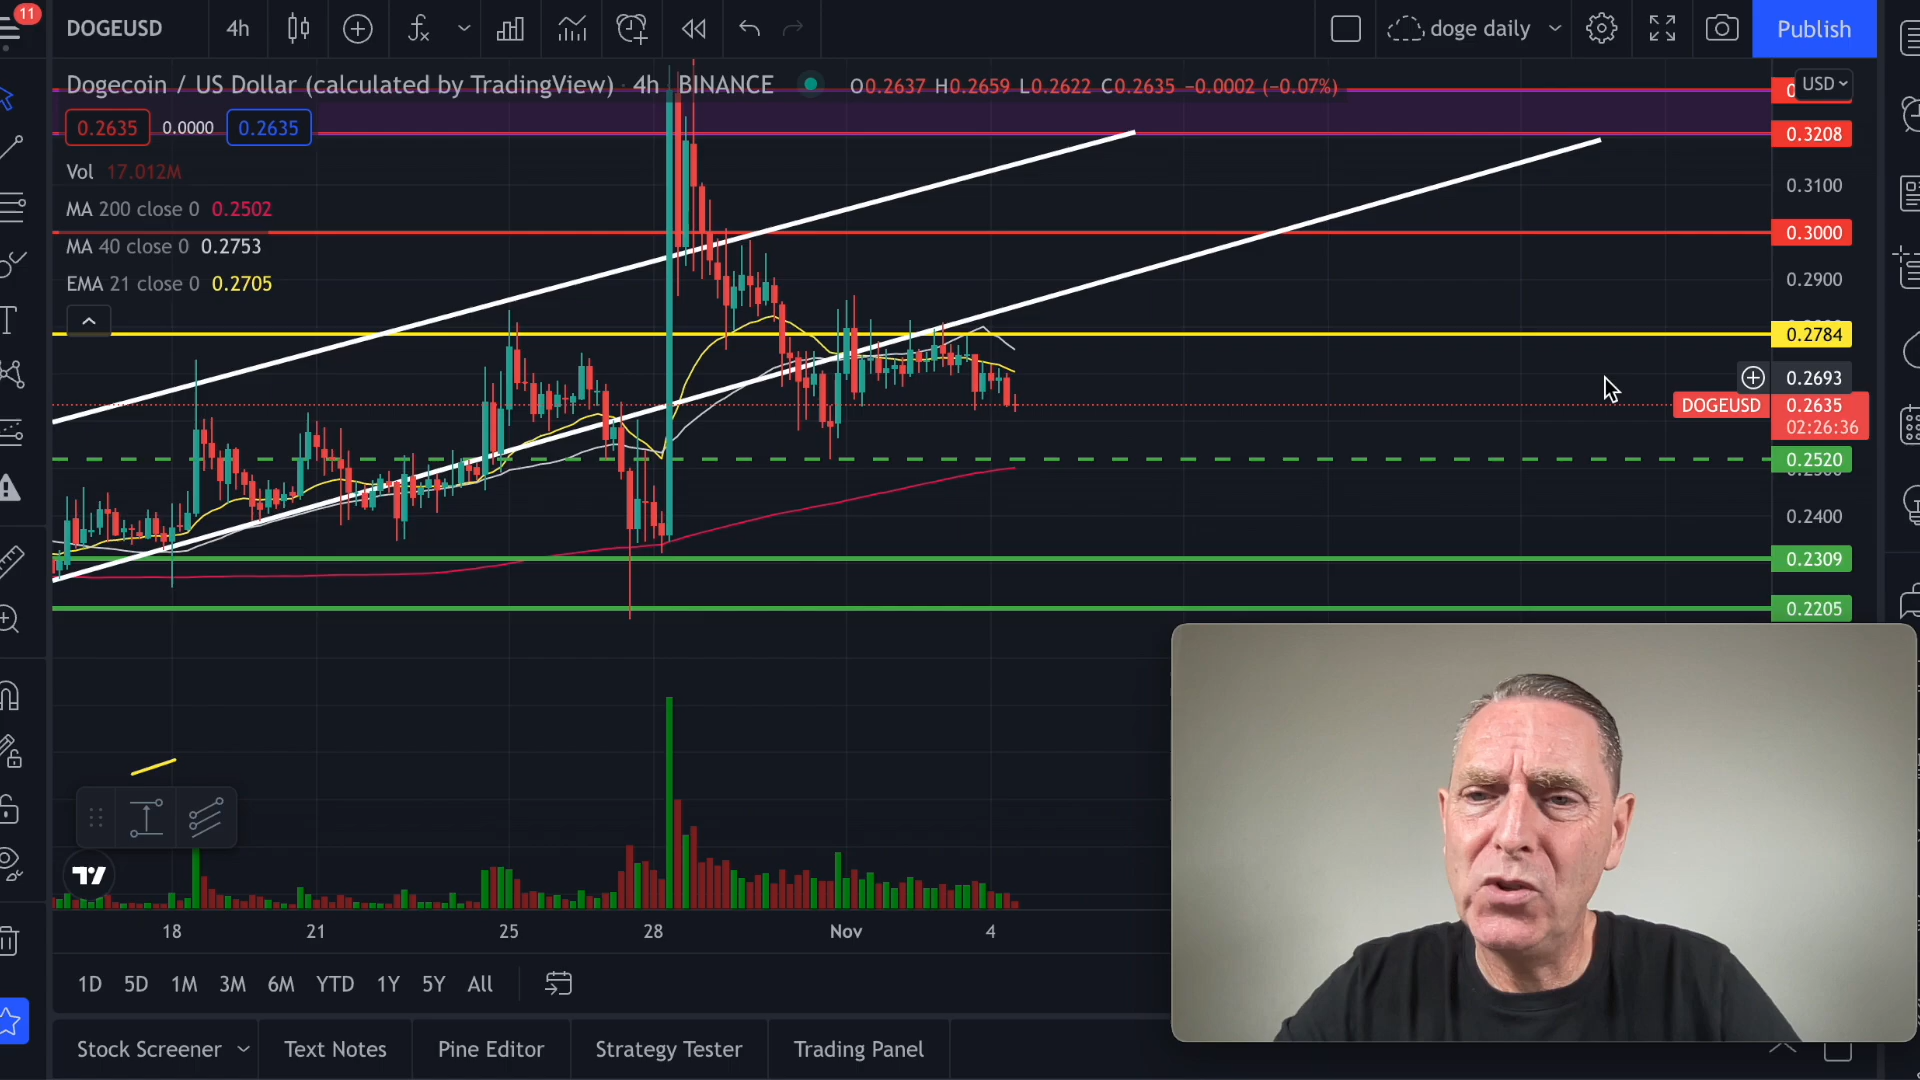 11
DOGEUSD 4h doge daily Publish
Dogecoin / US Dollar (calculated by TradingView) · 4h BINANCE O0.2637 H0.2659 L0.2622 C0.2635 −0.0002 (−0.07%) USD
0.2635 0.0000 0.2635
0.3208
Vol 17.012M
0.3100
MA 200 close 0 0.2502
0.3000
MA 40 close 0 0.2753
EMA 21 close 0 0.2705
0.2900
0.2784
0.2693
DOGEUSD 0.2635
02:26:36
0.2520
0.2400
0.2309
0.2205
18 21 25 28 Nov 4
1D 5D 1M 3M 6M YTD 1Y 5Y All
Stock Screener Text Notes Pine Editor Strategy Tester Trading Panel